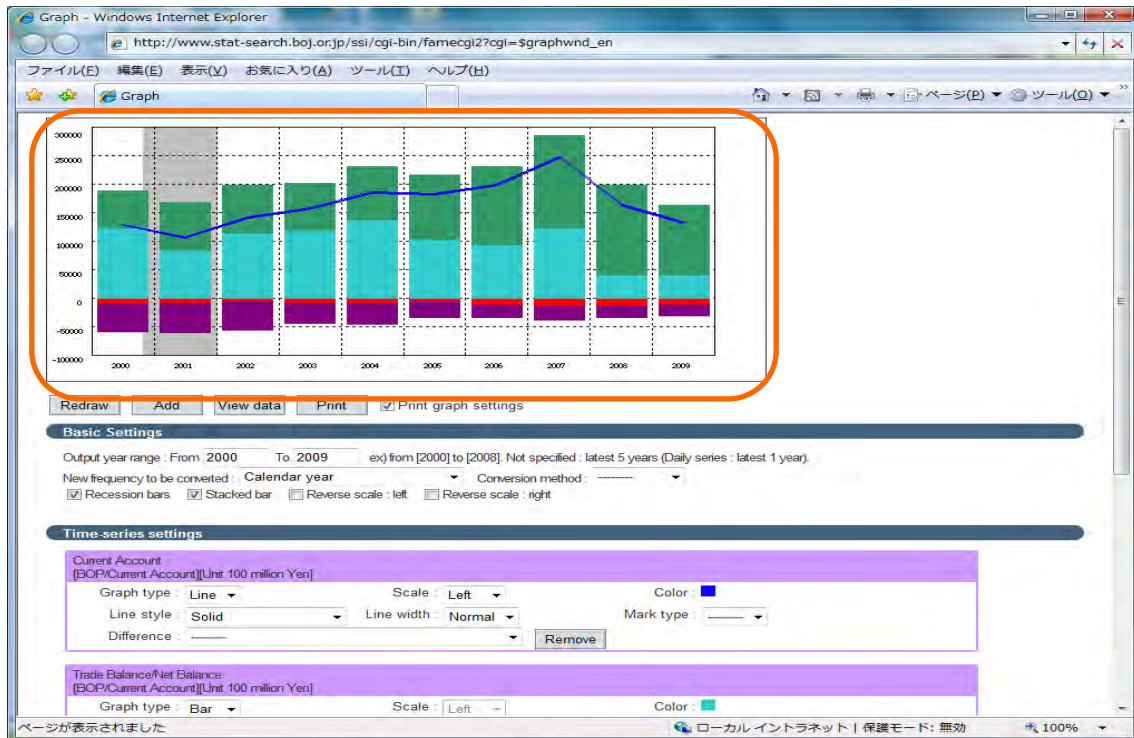 Graph - Windows Internet Explorer
http://www.stat-search.boj.or.jp/ssi/cgi-bin/famecgi2?cgi=$graphwnd_en
ファイル(F) 編集(E) 表示(V) お気に入り(A) ツール(T) ヘルプ(H)
Graph ページ(P) ツール(O) »
300000
250000
200000
150000
100000
50000
0
-50000
-100000
2000 2001 2002 2003 2004 2005 2006 2007 2008 2009
Redraw Add View data Print Print graph settings
Basic Settings
Output year range : From 2000 To 2009 ex) from [2000] to [2008]. Not specified : latest 5 years (Daily series : latest 1 year).
New frequency to be converted : Calendar year Conversion method : --------
Recession bars Stacked bar Reverse scale : left Reverse scale : right
Time-series settings
Current Account
[BOP/Current Account][Unit 100 million Yen]
Graph type : Line Scale : Left Color :
Line style : Solid Line width : Normal Mark type : --------
Difference : --------
Remove
Trade Balance/Net Balance
[BOP/Current Account][Unit 100 million Yen]
Graph type : Bar Scale : Left Color :
ページが表示されました ローカル イントラネット | 保護モード: 無効 100%